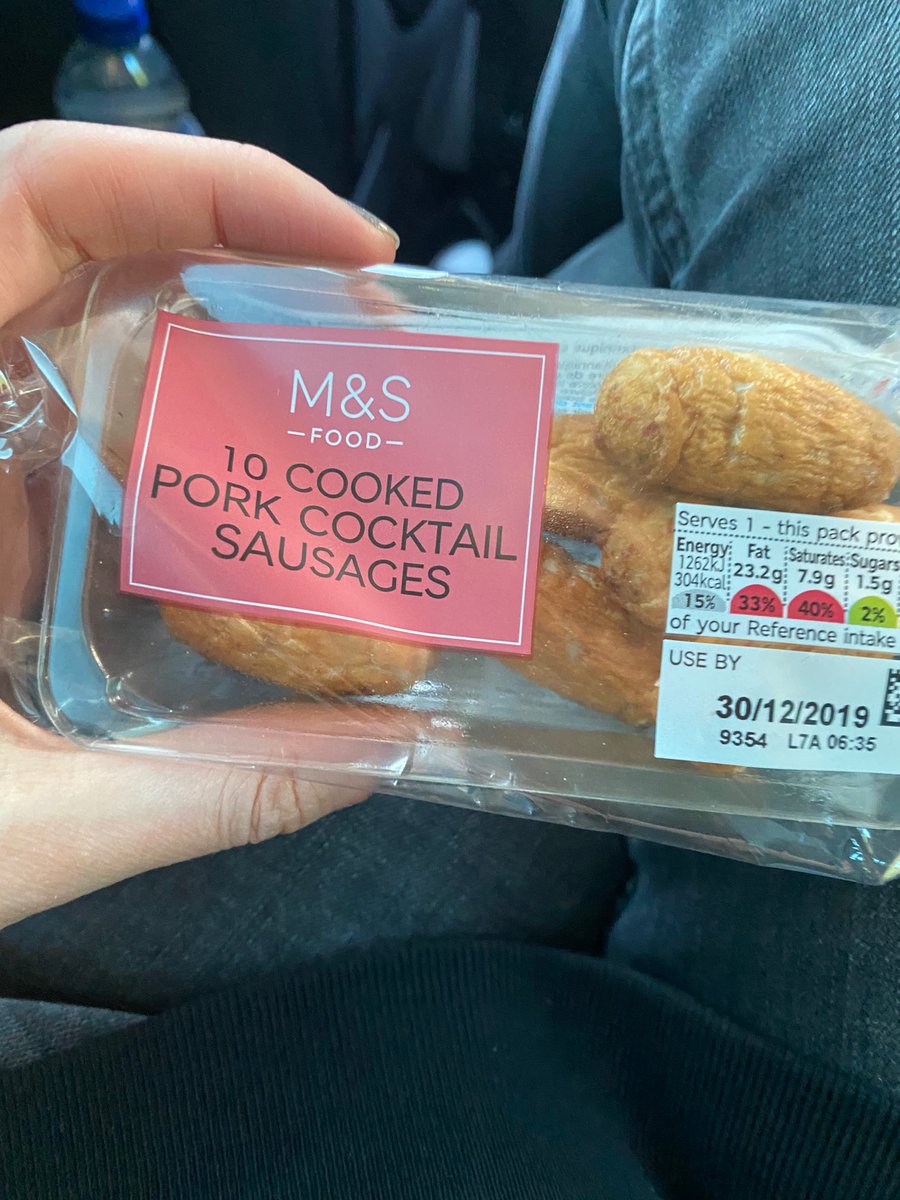 M&S
FOOD
10 COOKED
PORK COCKTAIL
SAUSAGES
Serves 1 - this pack
Energy Fat Saturates Sugars
1262kJ 23.2g 7.9g 1.5g
304kcal
15% 33% 40% 2%
of your Reference intake
USE BY
30/12/2019
9354 L7A 06:35